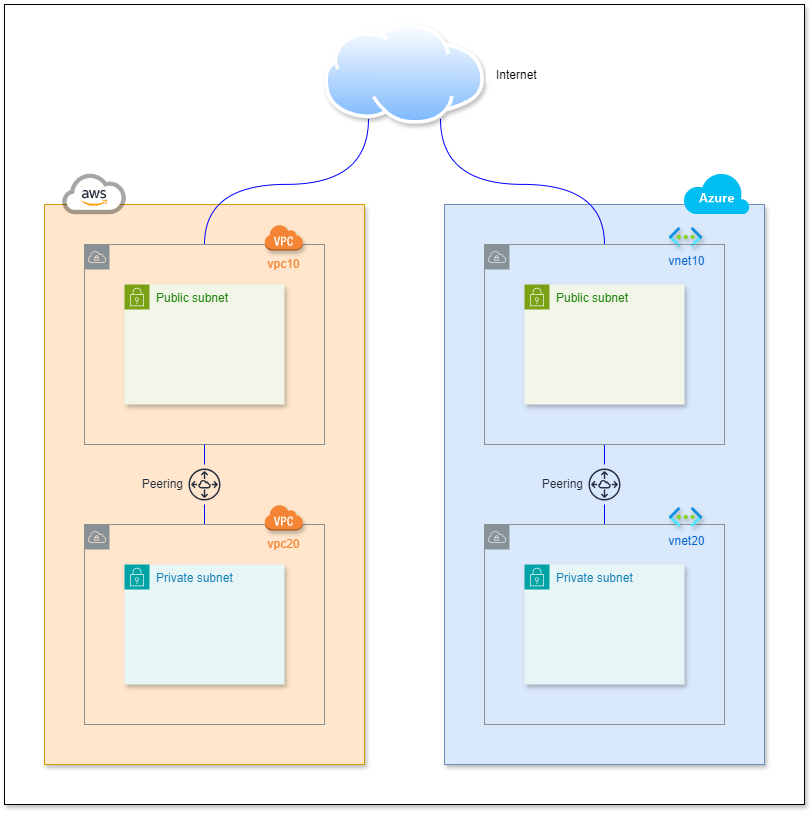 Internet
aws
Azure
VPC
vpc10
vnet10
Public subnet
Public subnet
Peering
Peering
VPC
vpc20
vnet20
Private subnet
Private subnet